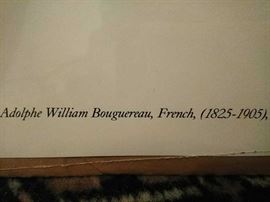 Adolphe William Bouguereau, French, (1825-1905),